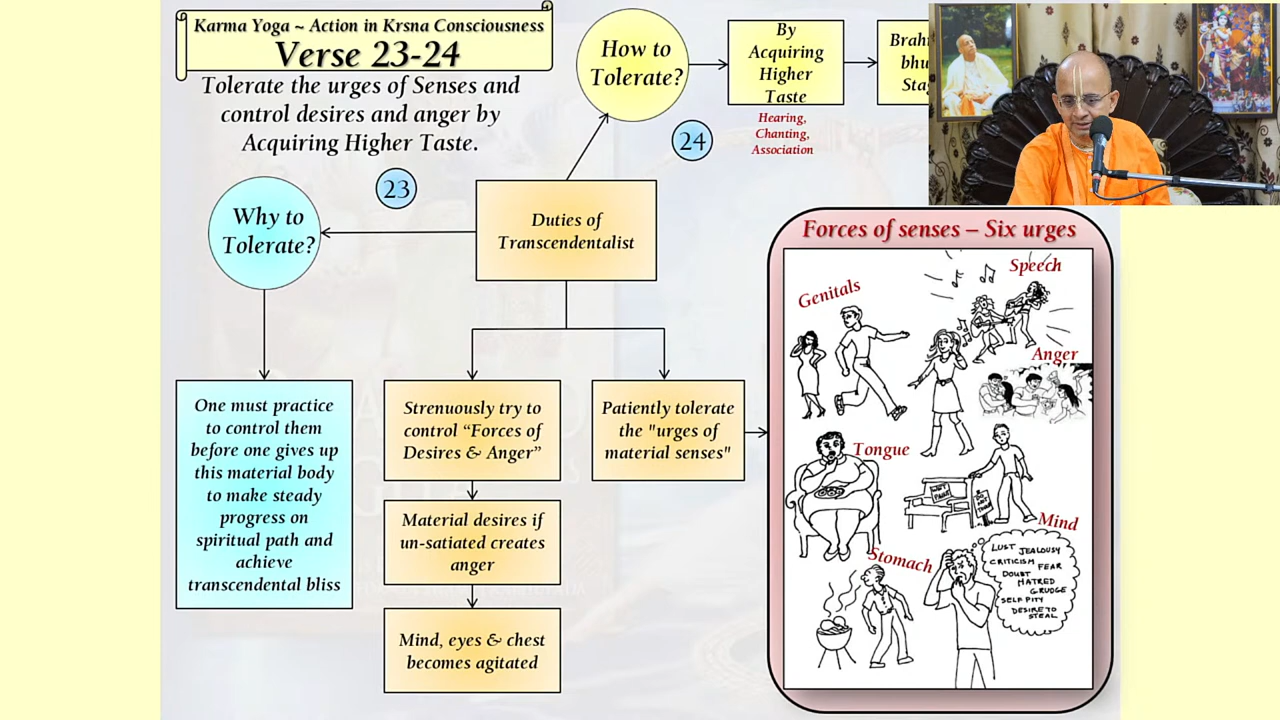 Karma Yoga ~ Action in Krsna Consciousness
Verse 23-24
Tolerate the urges of Senses and
control desires and anger by
Acquiring Higher Taste.
How to
Tolerate?
By
Acquiring
Higher
Taste
Hearing,
Chanting,
Association
24
23
Why to
Tolerate?
Duties of
Transcendentalist
One must practice
to control them
before one gives up
this material body
to make steady
progress on
spiritual path and
achieve
transcendental bliss
Strenuously try to
control “Forces of
Desires & Anger”
Material desires if
un-satiated creates
anger
Mind, eyes & chest
becomes agitated
Patiently tolerate
the "urges of
material senses"
Forces of senses – Six urges
Speech
Genitals
Anger
Tongue
Mind
Stomach
LUST JEALOUSY
CRITICISM FEAR
DOUBT
HATRED
GRUDGE
SELF PITY
DESIRE TO
STEAL